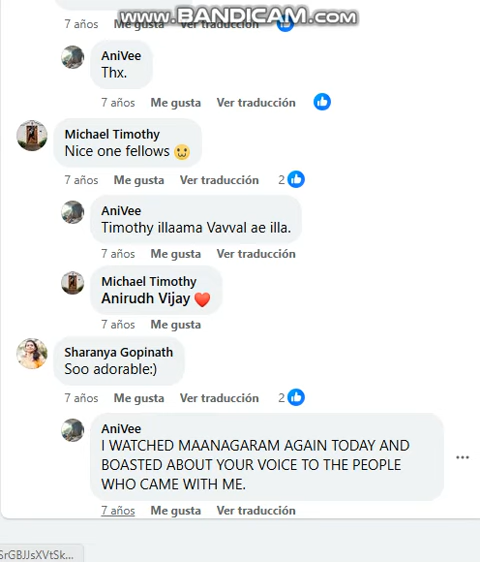 www.BANDICAM.com
7 años Me gusta Ver traducción
AniVee
Thx.
7 años Me gusta Ver traducción
Michael Timothy
Nice one fellows 🙂
7 años Me gusta Ver traducción 2
AniVee
Timothy illaama Vavval ae illa.
7 años Me gusta Ver traducción
Michael Timothy
Anirudh Vijay ❤️
7 años Me gusta
Sharanya Gopinath
Soo adorable:)
7 años Me gusta Ver traducción 2
AniVee
I WATCHED MAANAGARAM AGAIN TODAY AND
BOASTED ABOUT YOUR VOICE TO THE PEOPLE
WHO CAME WITH ME.
7 años Me gusta Ver traducción
SrGBJJsXVtSk...